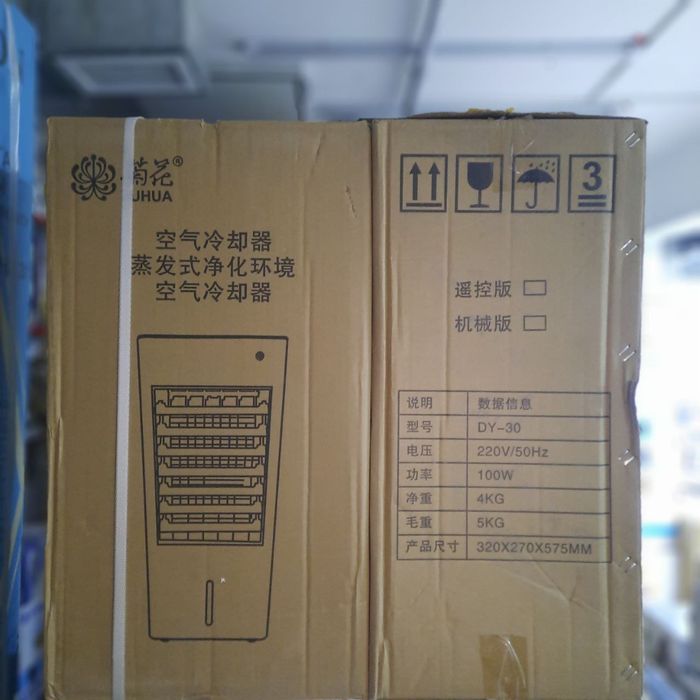 菊花®
JUHUA
空气冷却器
蒸发式净化环境
空气冷却器
3
遥控版
机械版
说明 数据信息
型号 DY-30
电压 220V/50Hz
功率 100W
净重 4KG
毛重 5KG
产品尺寸 320X270X575MM